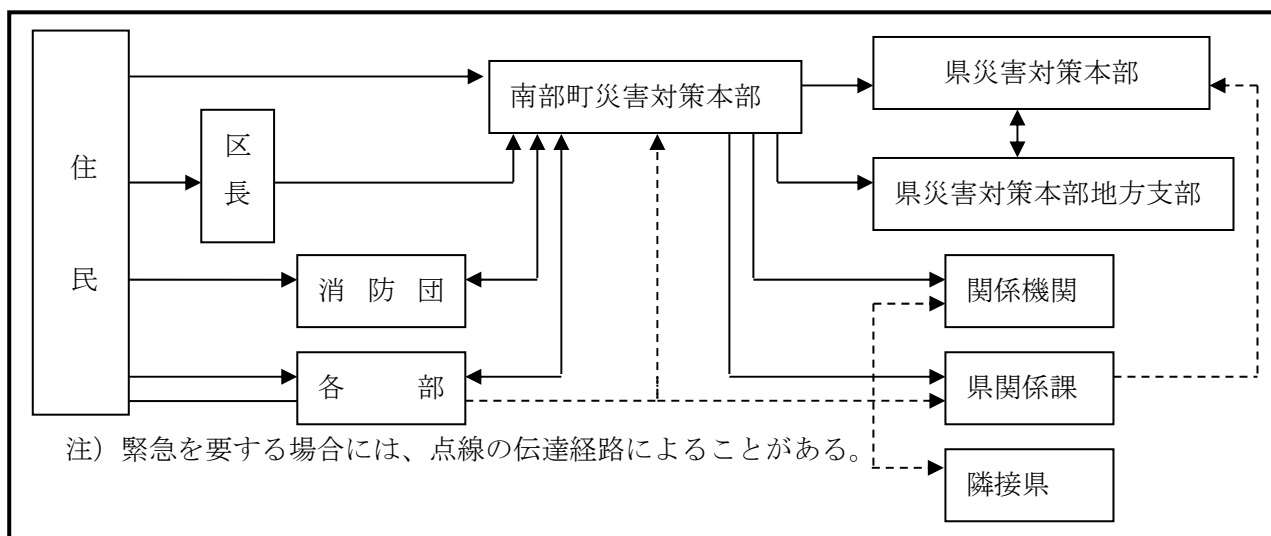 住民
区長
消防団
各部
南部町災害対策本部
県災害対策本部
県災害対策本部地方支部
関係機関
県関係課
隣接県
注）緊急を要する場合には、点線の伝達経路によることがある。